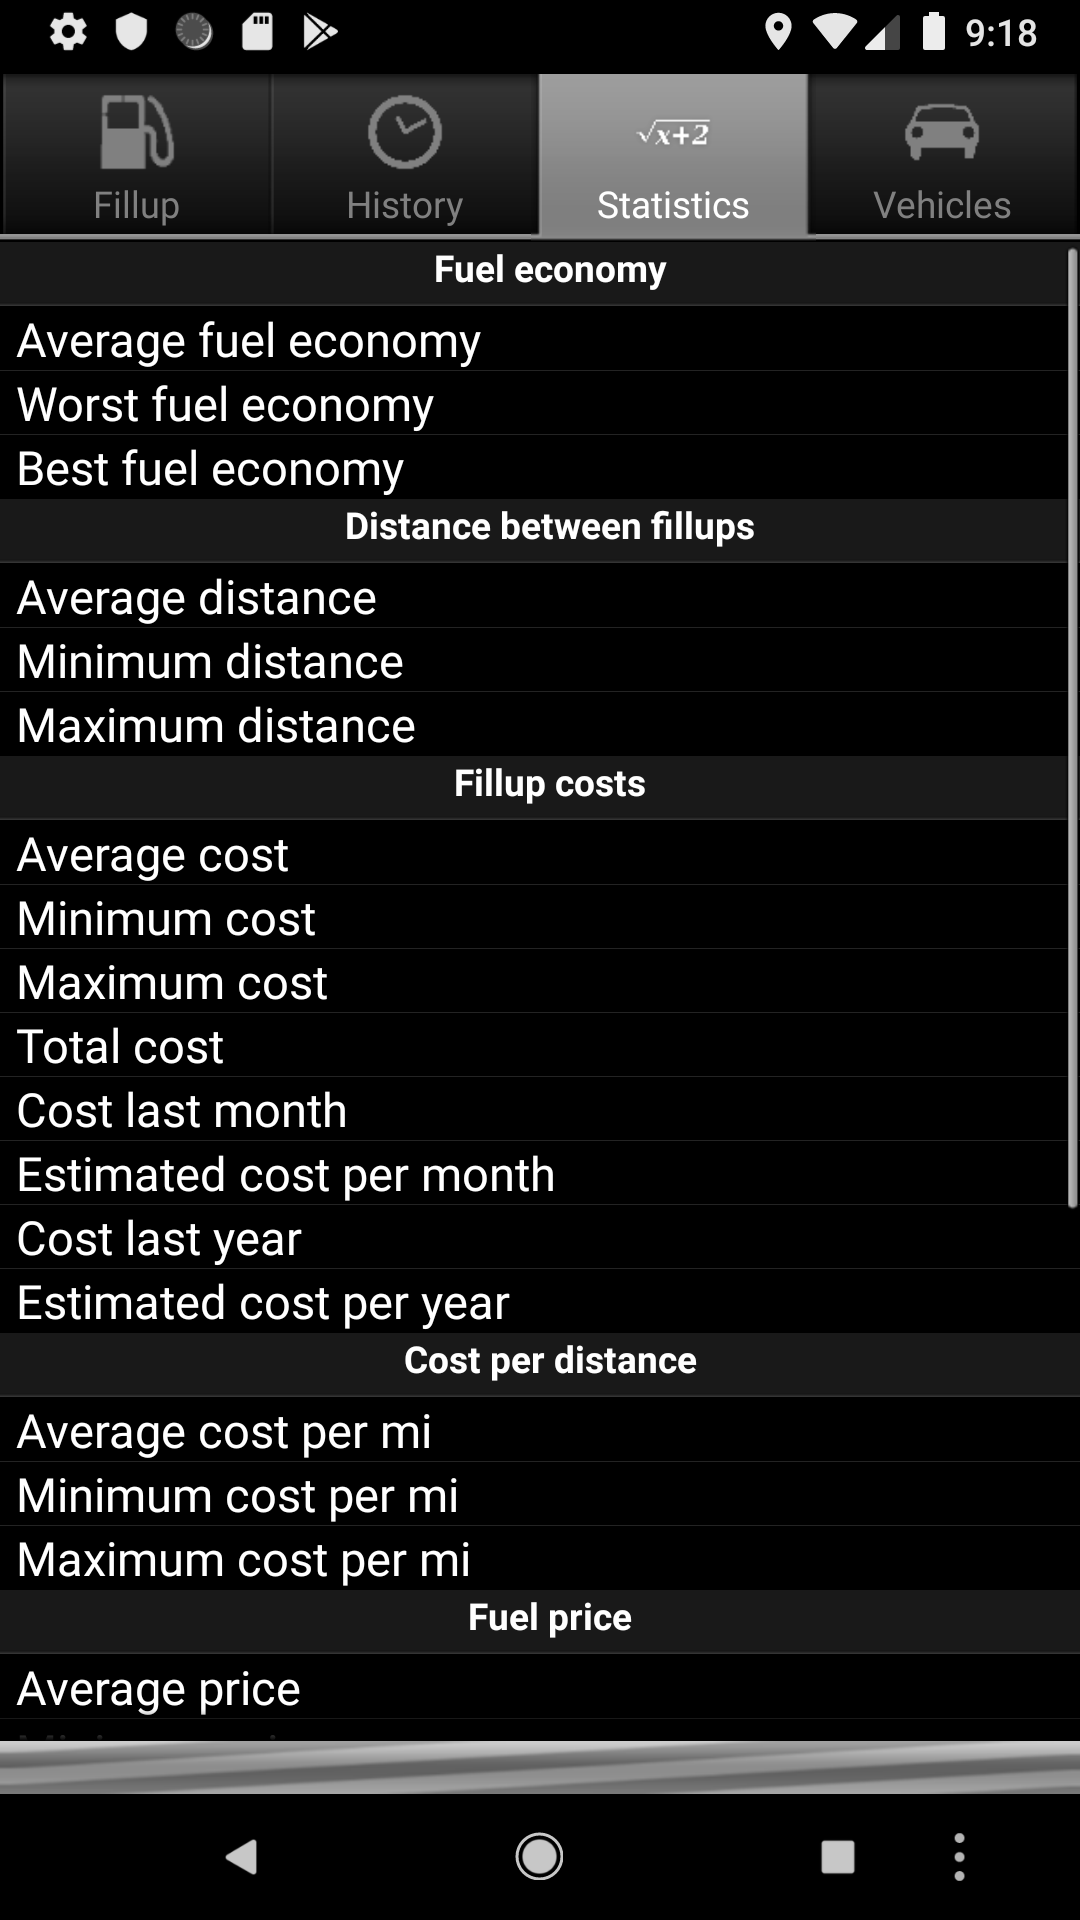 9:18
Fillup
History
√x+2
Statistics
Vehicles
Fuel economy
Average fuel economy
Worst fuel economy
Best fuel economy
Distance between fillups
Average distance
Minimum distance
Maximum distance
Fillup costs
Average cost
Minimum cost
Maximum cost
Total cost
Cost last month
Estimated cost per month
Cost last year
Estimated cost per year
Cost per distance
Average cost per mi
Minimum cost per mi
Maximum cost per mi
Fuel price
Average price